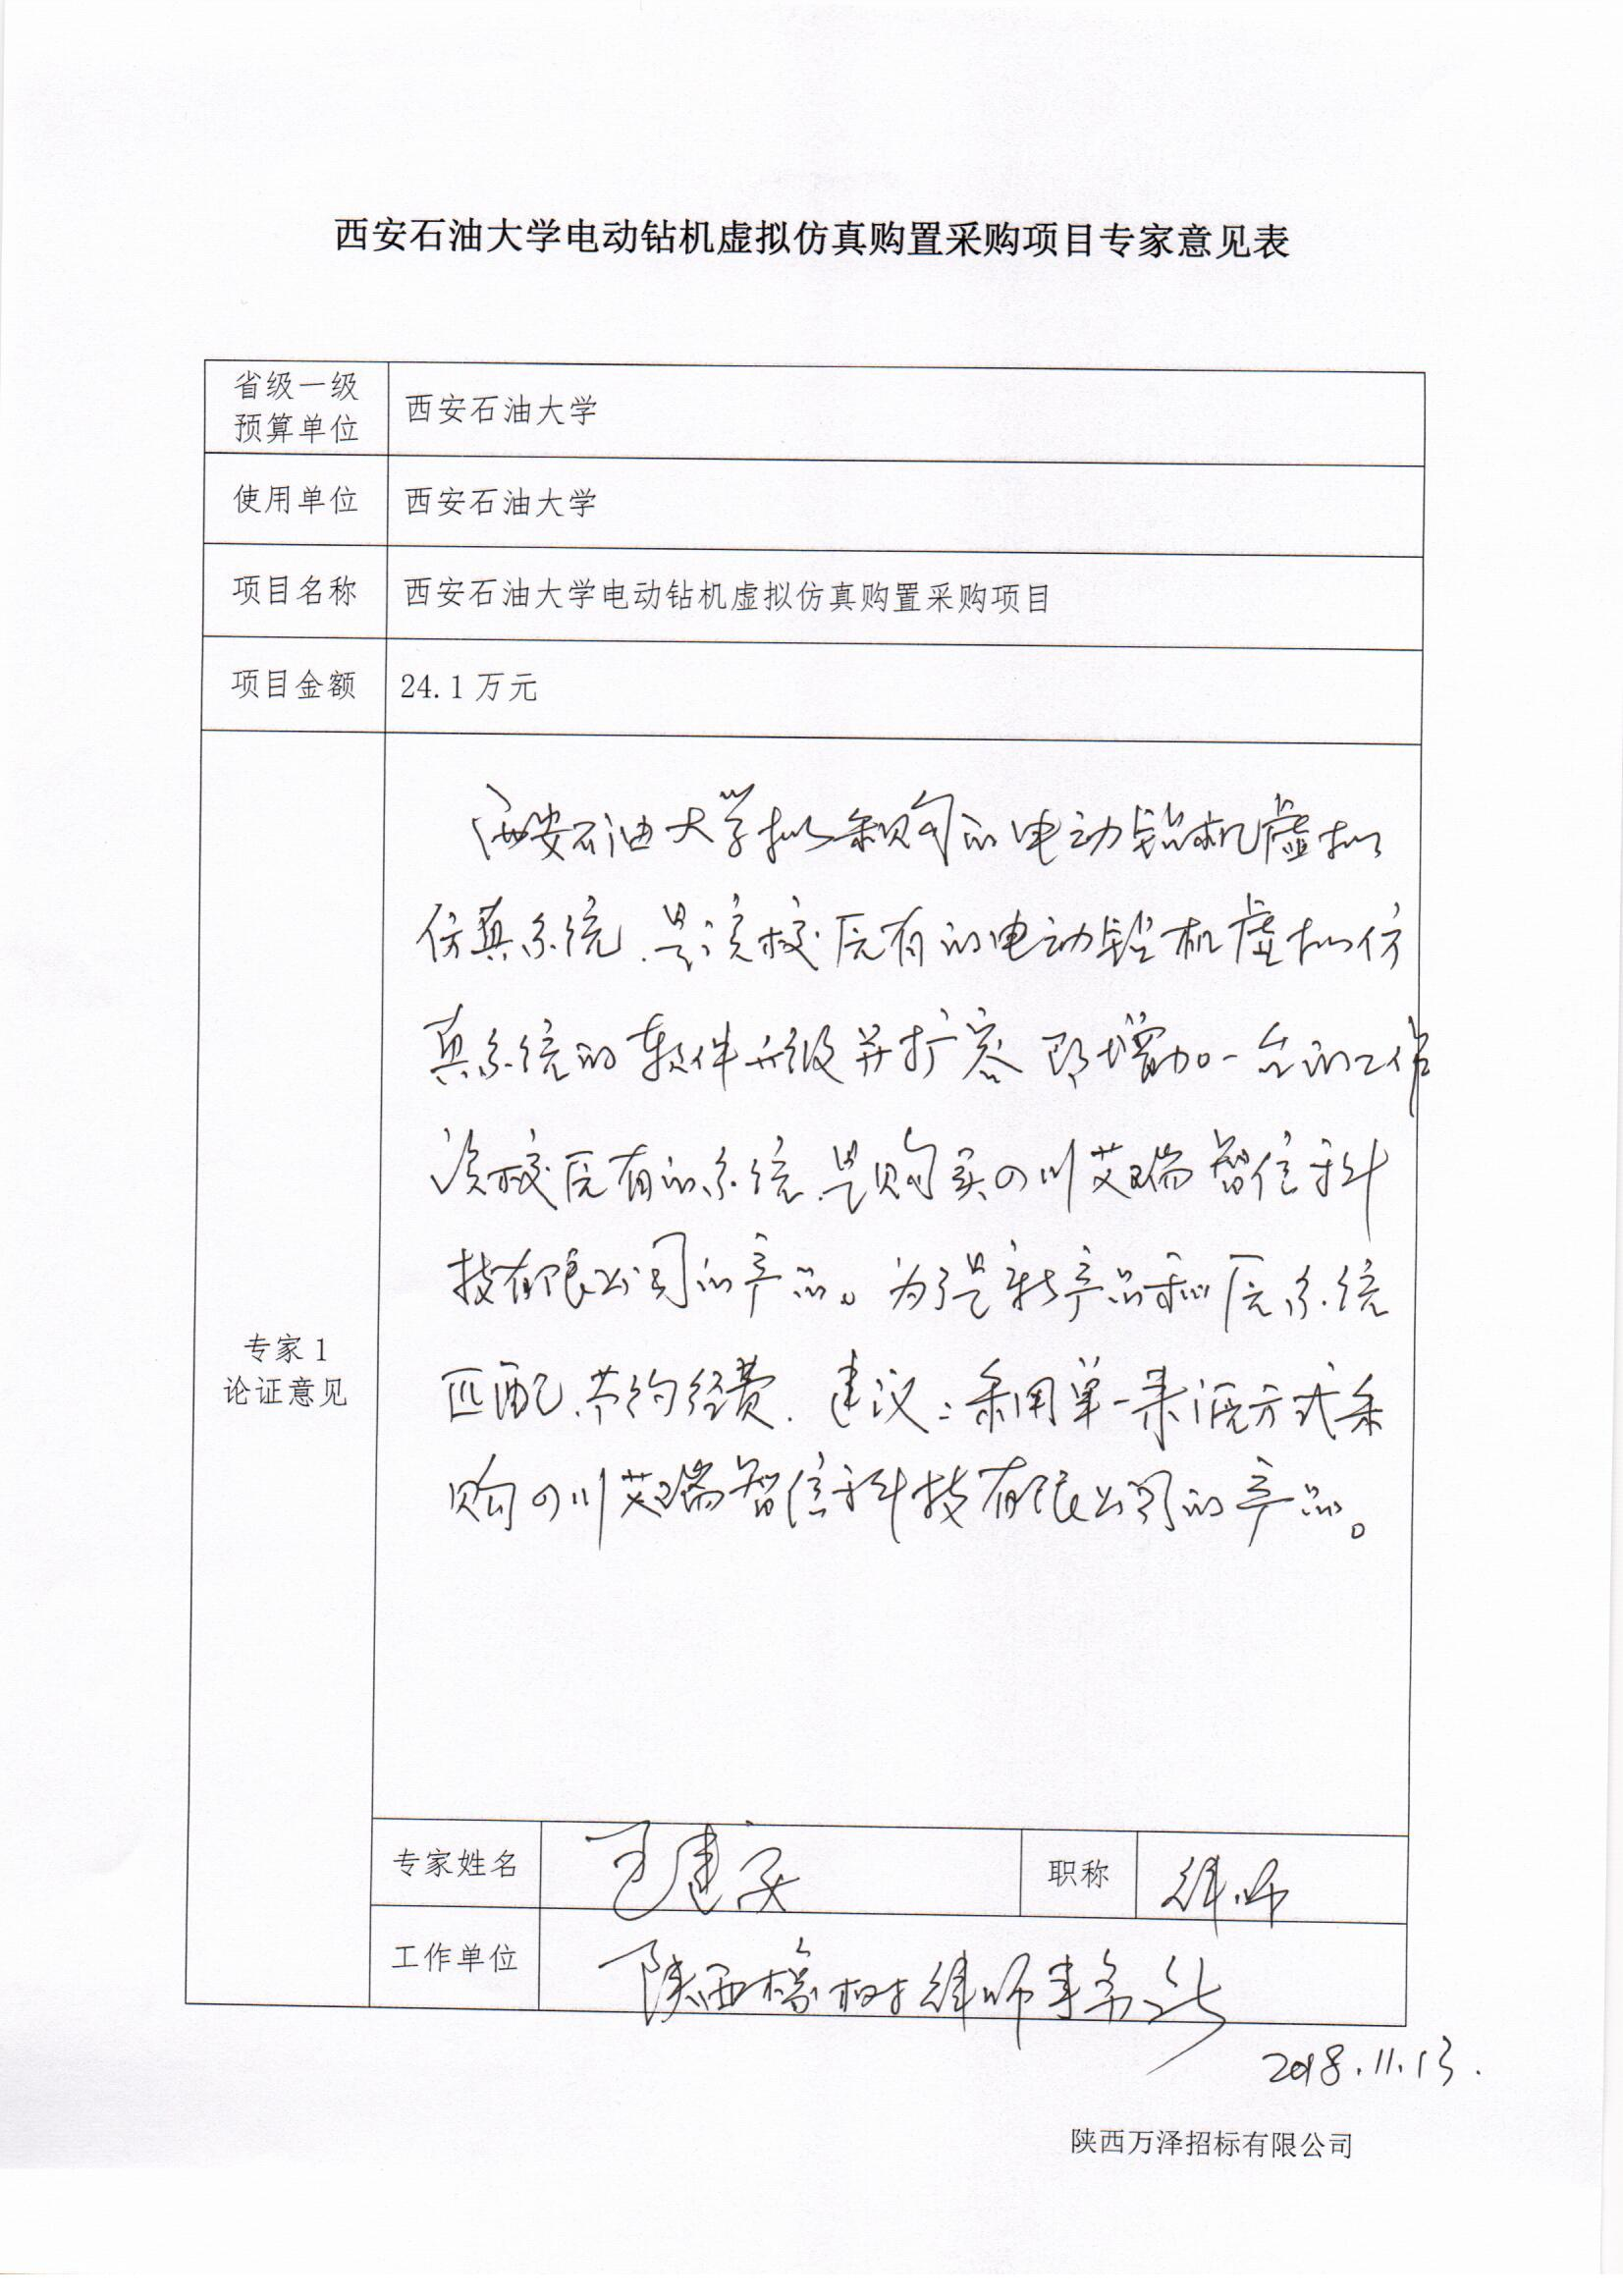 西安石油大学电动钻机虚拟仿真购置采购项目专家意见表
省级一级
预算单位
西安石油大学
使用单位
西安石油大学
项目名称
西安石油大学电动钻机虚拟仿真购置采购项目
项目金额
24.1万元
专家1
论证意见
西安石油大学拟采购的电动钻机虚拟
仿真系统,是该校原有的电动钻机虚拟仿
真系统的软件升级并扩容 即增加一台的工作
该校原有的系统,是购买四川艾瑞智信科
技有限公司的产品。为了是新产品和原系统
匹配、节约经费,建议:采用单一来源方式采
购四川艾瑞智信科技有限公司的产品。
专家姓名
王建安
职称
律师
工作单位
陕西橡树律师事务所
2018.11.13.
陕西万泽招标有限公司